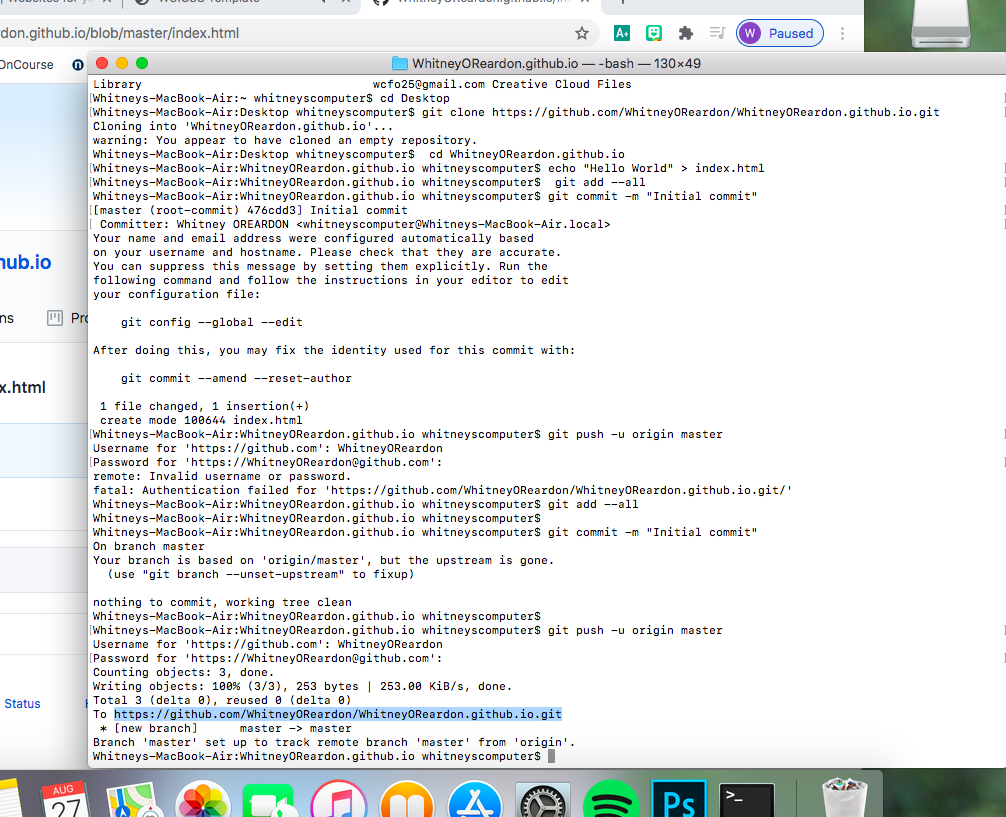 WhitneyOReardon.github.io/in
rdon.github.io/blob/master/index.html
A+
W Paused
OnCourse
n
WhitneyOReardon.github.io — -bash — 130×49
Library wcfo25@gmail.com Creative Cloud Files
[Whitneys-MacBook-Air:~ whitneyscomputer$ cd Desktop ]
[Whitneys-MacBook-Air:Desktop whitneyscomputer$ git clone https://github.com/WhitneyOReardon/WhitneyOReardon.github.io.git ]
Cloning into 'WhitneyOReardon.github.io'...
warning: You appear to have cloned an empty repository.
Whitneys-MacBook-Air:Desktop whitneyscomputer$  cd WhitneyOReardon.github.io
[Whitneys-MacBook-Air:WhitneyOReardon.github.io whitneyscomputer$ echo "Hello World" > index.html ]
[Whitneys-MacBook-Air:WhitneyOReardon.github.io whitneyscomputer$  git add --all ]
[Whitneys-MacBook-Air:WhitneyOReardon.github.io whitneyscomputer$ git commit -m "Initial commit" ]
[[master (root-commit) 476cdd3] Initial commit ]
[ Committer: Whitney OREARDON <whitneyscomputer@Whitneys-MacBook-Air.local> ]
Your name and email address were configured automatically based
on your username and hostname. Please check that they are accurate.
You can suppress this message by setting them explicitly. Run the
following command and follow the instructions in your editor to edit
your configuration file:
git config --global --edit
After doing this, you may fix the identity used for this commit with:
git commit --amend --reset-author
1 file changed, 1 insertion(+)
create mode 100644 index.html
[Whitneys-MacBook-Air:WhitneyOReardon.github.io whitneyscomputer$ git push -u origin master ]
Username for 'https://github.com': WhitneyOReardon
[Password for 'https://WhitneyOReardon@github.com': ]
remote: Invalid username or password.
fatal: Authentication failed for 'https://github.com/WhitneyOReardon/WhitneyOReardon.github.io.git/'
Whitneys-MacBook-Air:WhitneyOReardon.github.io whitneyscomputer$ git add --all
Whitneys-MacBook-Air:WhitneyOReardon.github.io whitneyscomputer$
Whitneys-MacBook-Air:WhitneyOReardon.github.io whitneyscomputer$ git commit -m "Initial commit"
On branch master
Your branch is based on 'origin/master', but the upstream is gone.
(use "git branch --unset-upstream" to fixup)
nothing to commit, working tree clean
Whitneys-MacBook-Air:WhitneyOReardon.github.io whitneyscomputer$
[Whitneys-MacBook-Air:WhitneyOReardon.github.io whitneyscomputer$ git push -u origin master ]
Username for 'https://github.com': WhitneyOReardon
[Password for 'https://WhitneyOReardon@github.com': ]
Counting objects: 3, done.
Writing objects: 100% (3/3), 253 bytes | 253.00 KiB/s, done.
Total 3 (delta 0), reused 0 (delta 0)
To https://github.com/WhitneyOReardon/WhitneyOReardon.github.io.git
* [new branch]      master -> master
Branch 'master' set up to track remote branch 'master' from 'origin'.
Whitneys-MacBook-Air:WhitneyOReardon.github.io whitneyscomputer$
hub.io
ns
Pro
x.html
Status
AUG
27
Ps
>_